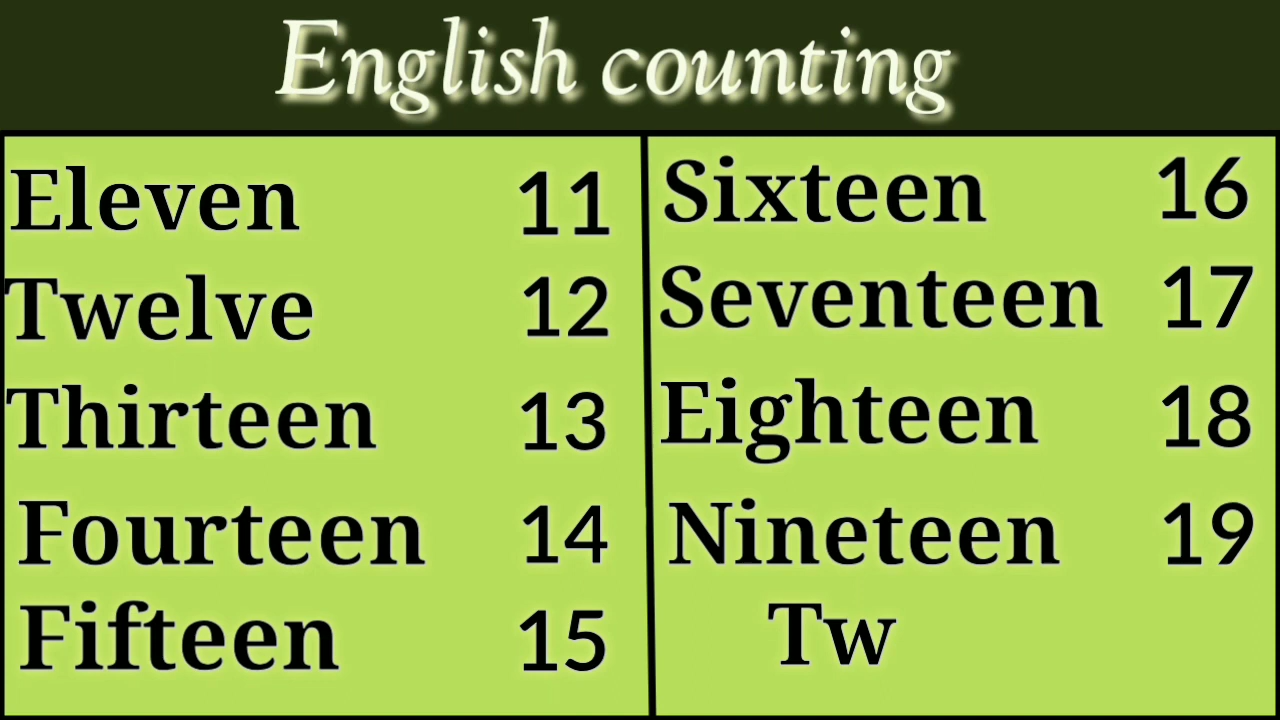 English counting
Eleven 11
Twelve 12
Thirteen 13
Fourteen 14
Fifteen 15
Sixteen 16
Seventeen 17
Eighteen 18
Nineteen 19
Tw